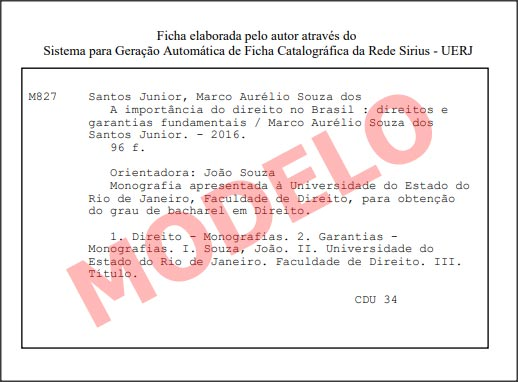 Ficha elaborada pelo autor através do
Sistema para Geração Automática de Ficha Catalográfica da Rede Sírius - UERJ
M827 Santos Junior, Marco Aurélio Souza dos
A importância do direito no Brasil : direitos e
garantias fundamentais / Marco Aurélio Souza dos
Santos Junior. - 2016.
96 f.
Orientadora: João Souza
Monografia apresentada à Universidade do Estado do
Rio de Janeiro, Faculdade de Direito, para obtenção
do grau de bacharel em Direito.
1. Direito - Monografias. 2. Garantias -
Monografias. I. Souza, João. II. Universidade do
Estado do Rio de Janeiro. Faculdade de Direito. III.
Título.
CDU 34
MODELO